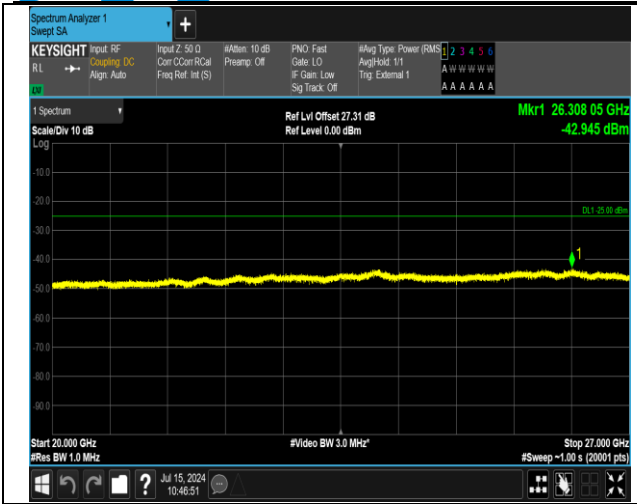 Spectrum Analyzer 1
Swept SA
+
KEYSIGHT Input: RF Input Z: 50 Ω #Atten: 10 dB PNO: Fast #Avg Type: Power (RMS 1 2 3 4 5 6
RL Coupling: DC Corr CCorr RCal Preamp: Off Gate: LO Avg|Hold: 1/1 A W W W W W
Align: Auto Freq Ref: Int (S) IF Gain: Low Trig: External 1
LXI Sig Track: Off A A A A A A
1 Spectrum Ref Lvl Offset 27.31 dB Mkr1 26.308 05 GHz
Scale/Div 10 dB Ref Level 0.00 dBm -42.945 dBm
Log
-10.0
-20.0
DL1 -25.00 dBm
-30.0
-40.0
1
-50.0
-60.0
-70.0
-80.0
-90.0
Start 20.000 GHz #Video BW 3.0 MHz* Stop 27.000 GHz
#Res BW 1.0 MHz #Sweep ~1.00 s (20001 pts)
? Jul 15, 2024
10:46:51